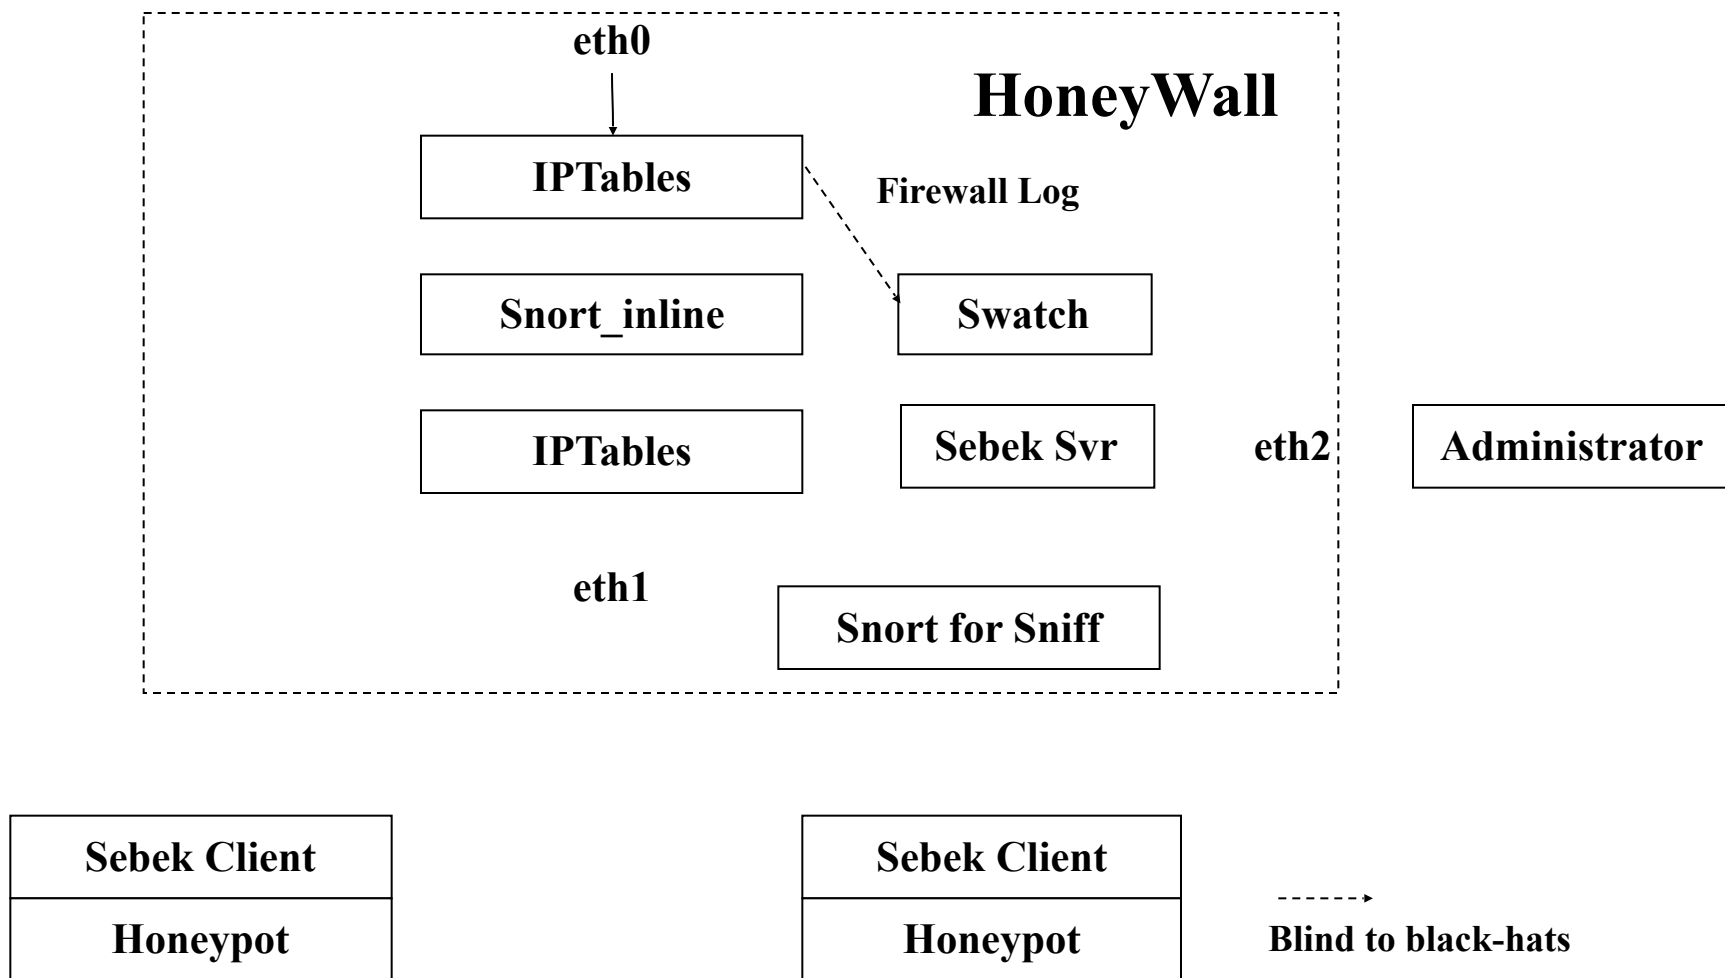 eth0
HoneyWall
IPTables
Firewall Log
Snort_inline
Swatch
IPTables
Sebek Svr
eth2
Administrator
eth1
Snort for Sniff
Sebek Client
Sebek Client
Honeypot
Honeypot
Blind to black-hats